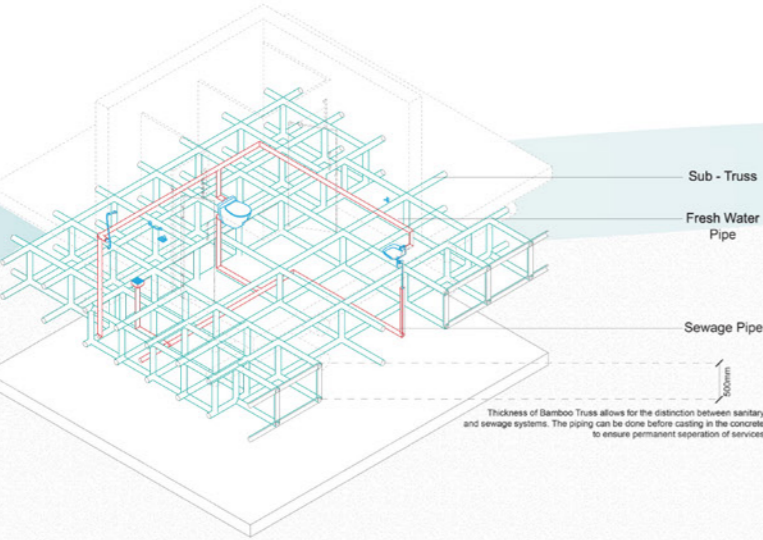 Sub - Truss
Fresh Water
Pipe
Sewage Pipe
500mm
Thickness of Bamboo Truss allows for the distinction between sanitary
and sewage systems. The piping can be done before casting in the concrete
to ensure permanent seperation of services